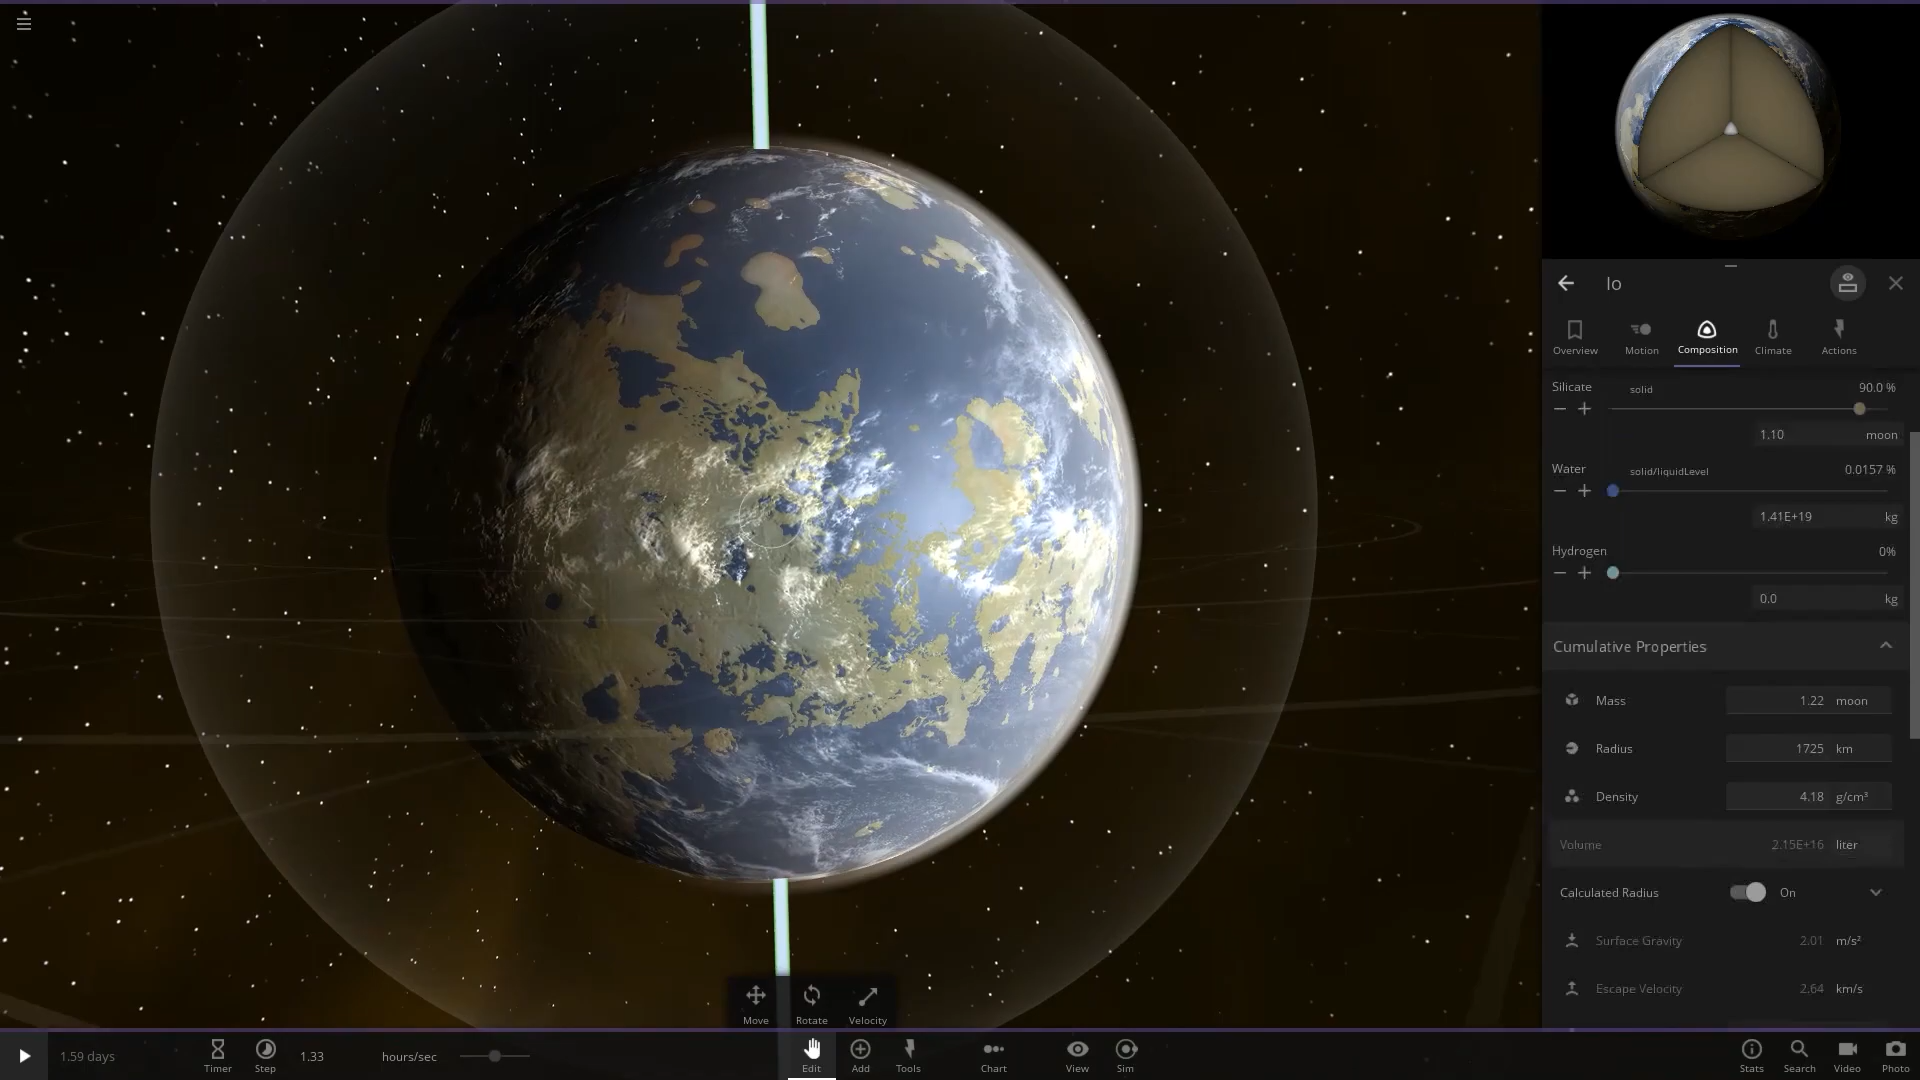 Io
Overview
Motion
Composition
Climate
Actions
Silicate solid 90.0 %
1.10 moon
Water solid/liquidLevel 0.0157 %
1.41E+19 kg
Hydrogen 0%
0.0 kg
Cumulative Properties
Mass 1.22 moon
Radius 1725 km
Density 4.18 g/cm³
Volume 2.15E+16 liter
Calculated Radius On
Surface Gravity 2.01 m/s²
Escape Velocity 2.64 km/s
Move Rotate Velocity
1.59 days
Timer
Step
1.33 hours/sec
Edit
Add
Tools
Chart
View
Sim
Stats
Search
Video
Photo